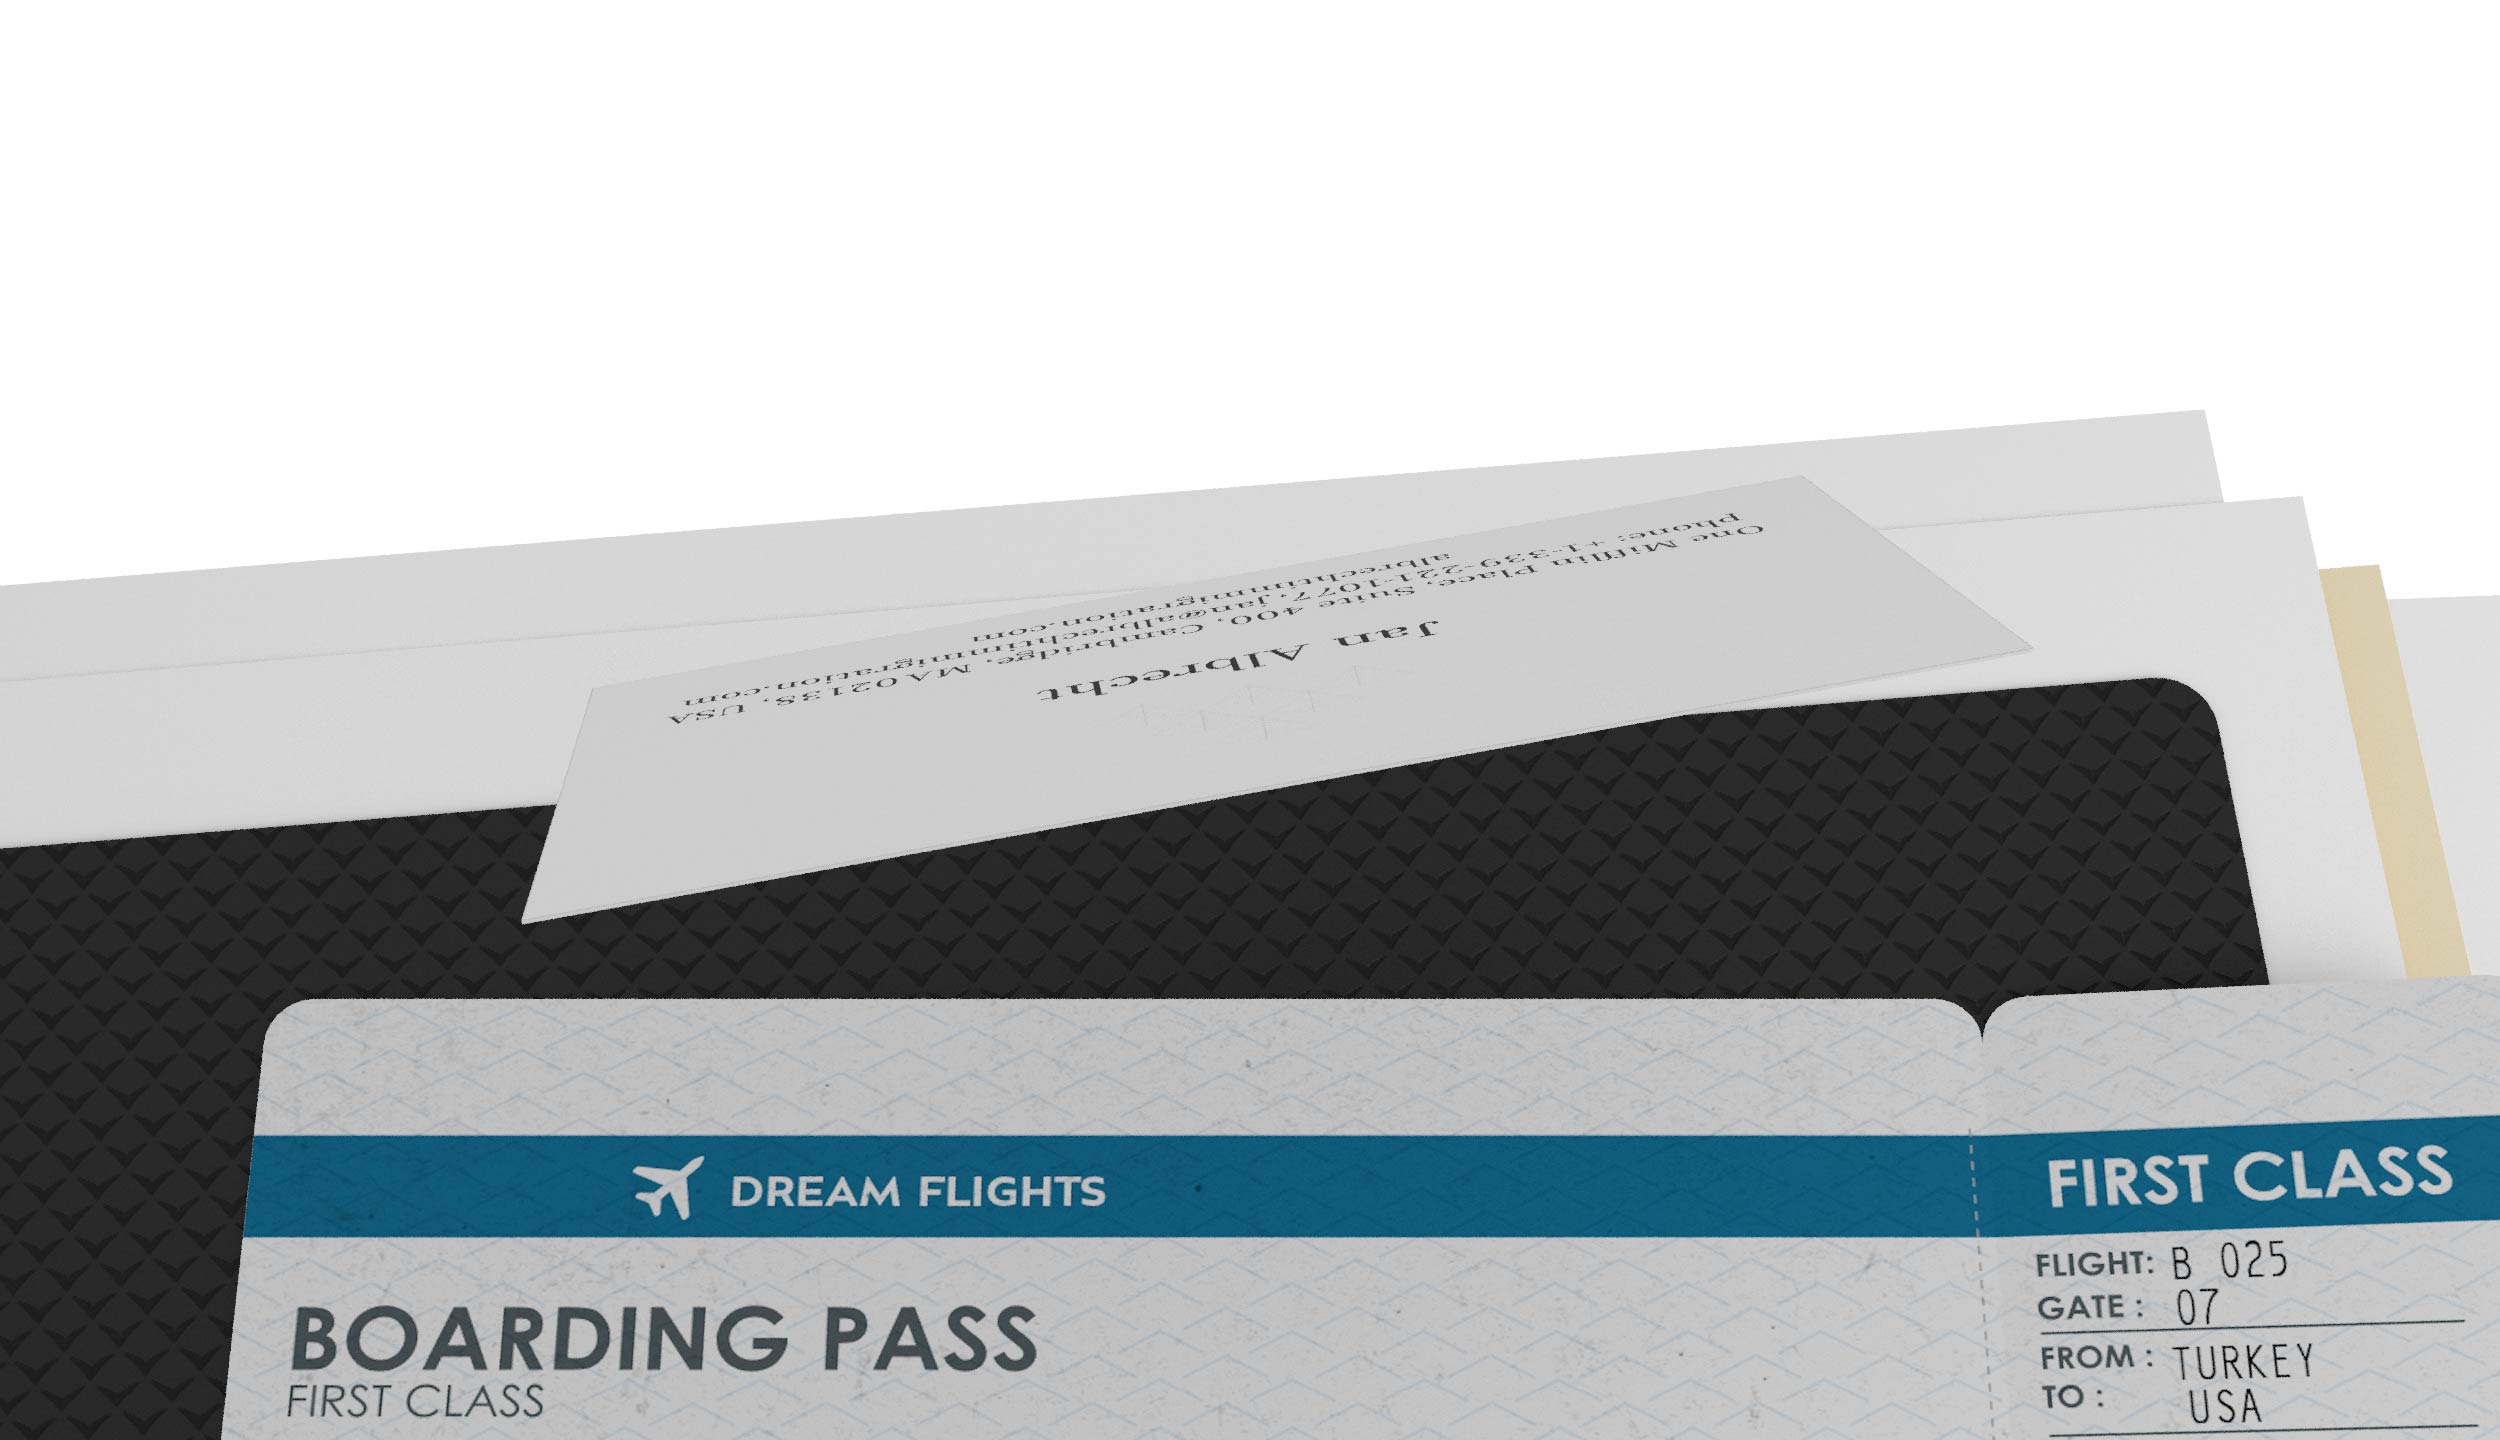 Jan Albrecht
One Mifflin Place, Suite 400, Cambridge, MA 02138, USA
Phone: +1-339-221-1077, jan@albrechtimmigration.com
albrechtimmigration.com
DREAM FLIGHTS
BOARDING PASS
FIRST CLASS
FIRST CLASS
FLIGHT: B 025
GATE : 07
FROM : TURKEY
TO : USA